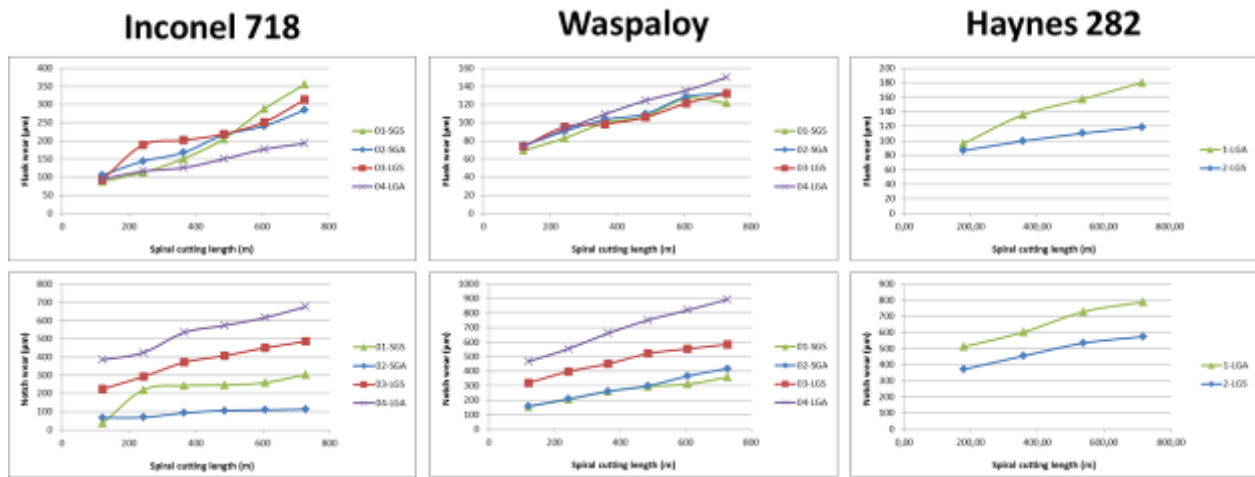 Inconel 718
Waspaloy
Haynes 282
400
350
300
250
200
150
100
50
0
Flank wear (µm)
0 200 400 600 800
Spiral cutting length (m)
01-SGS
02-SGA
03-LGS
04-LGA
160
140
120
100
80
60
40
20
0
Flank wear (µm)
0 200 400 600 800
Spiral cutting length (m)
01-SGS
02-SGA
03-LGS
04-LGA
200
180
160
140
120
100
80
60
40
20
0
Flank wear (µm)
0,00 200,00 400,00 600,00 800,00
Spiral cutting length (m)
1-LGA
2-LGS
800
700
600
500
400
300
200
100
0
Notch wear (µm)
0 200 400 600 800
Spiral cutting length (m)
01-SGS
02-SGA
03-LGS
04-LGA
1000
900
800
700
600
500
400
300
200
100
0
Notch wear (µm)
0 200 400 600 800
Spiral cutting length (m)
01-SGS
02-SGA
03-LGS
04-LGA
900
800
700
600
500
400
300
200
100
0
Notch wear (µm)
0,00 200,00 400,00 600,00 800,00
Spiral cutting length (m)
1-LGA
2-LGS